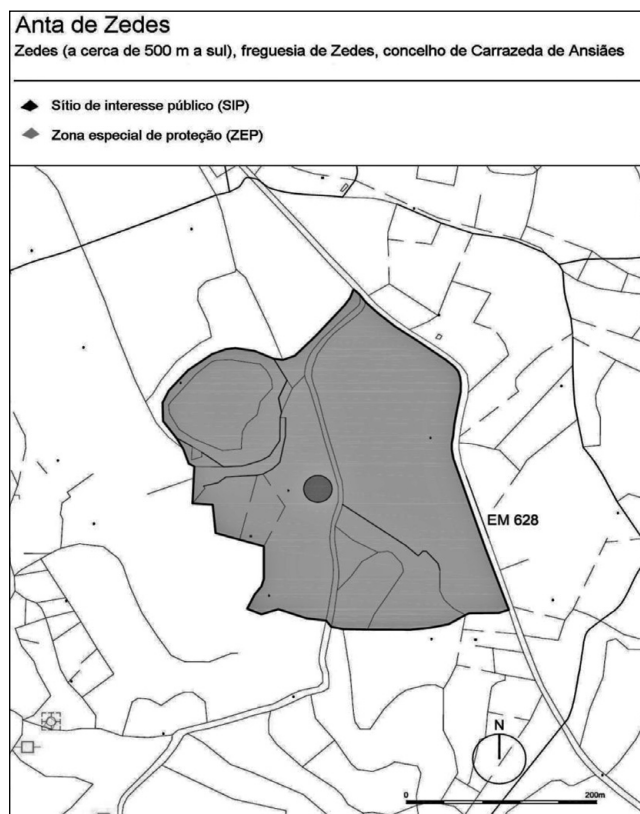 Anta de Zedes
Zedes (a cerca de 500 m a sul), freguesia de Zedes, concelho de Carrazeda de Ansiães
Sítio de interesse público (SIP)
Zona especial de proteção (ZEP)
EM 628
N
0 200m